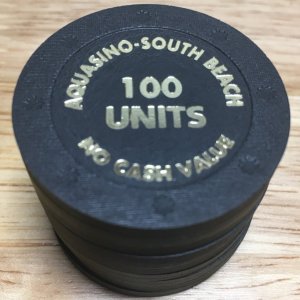 AQUASINO-SOUTH BEACH
100
UNITS
NO CASH VALUE